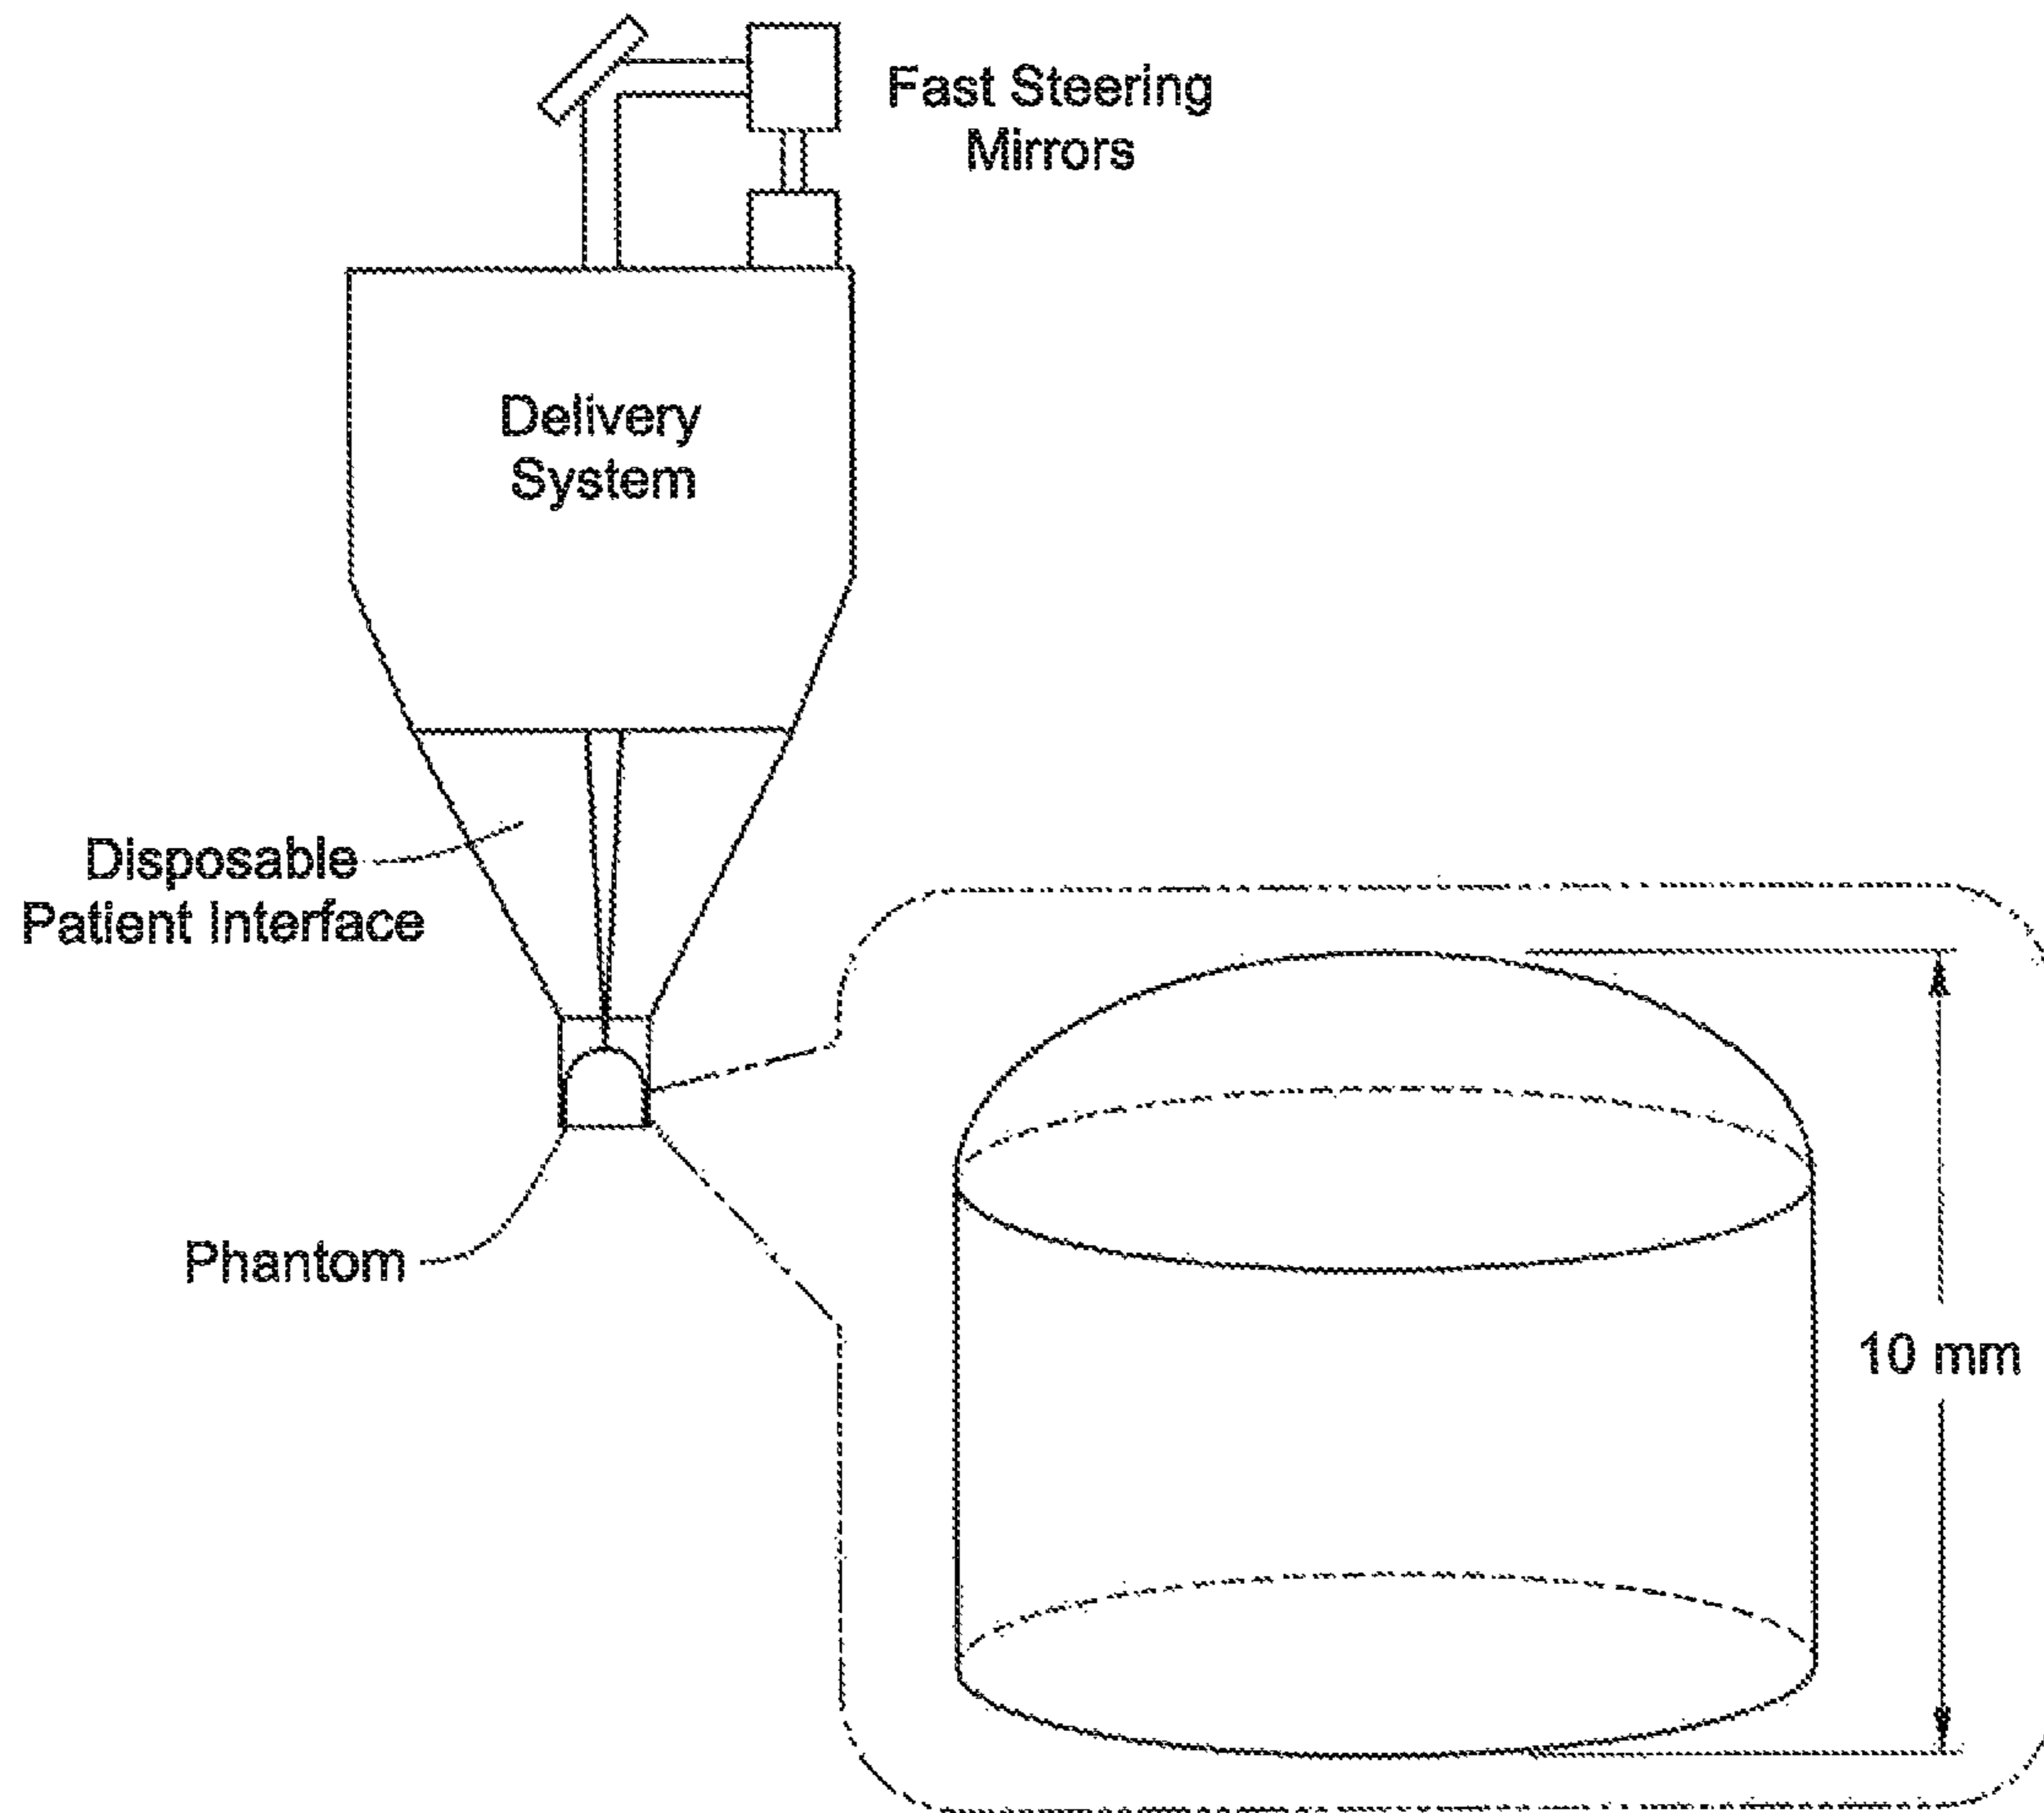 Fast Steering
Mirrors
Delivery
System
Disposable
Patient Interface
Phantom
10 mm